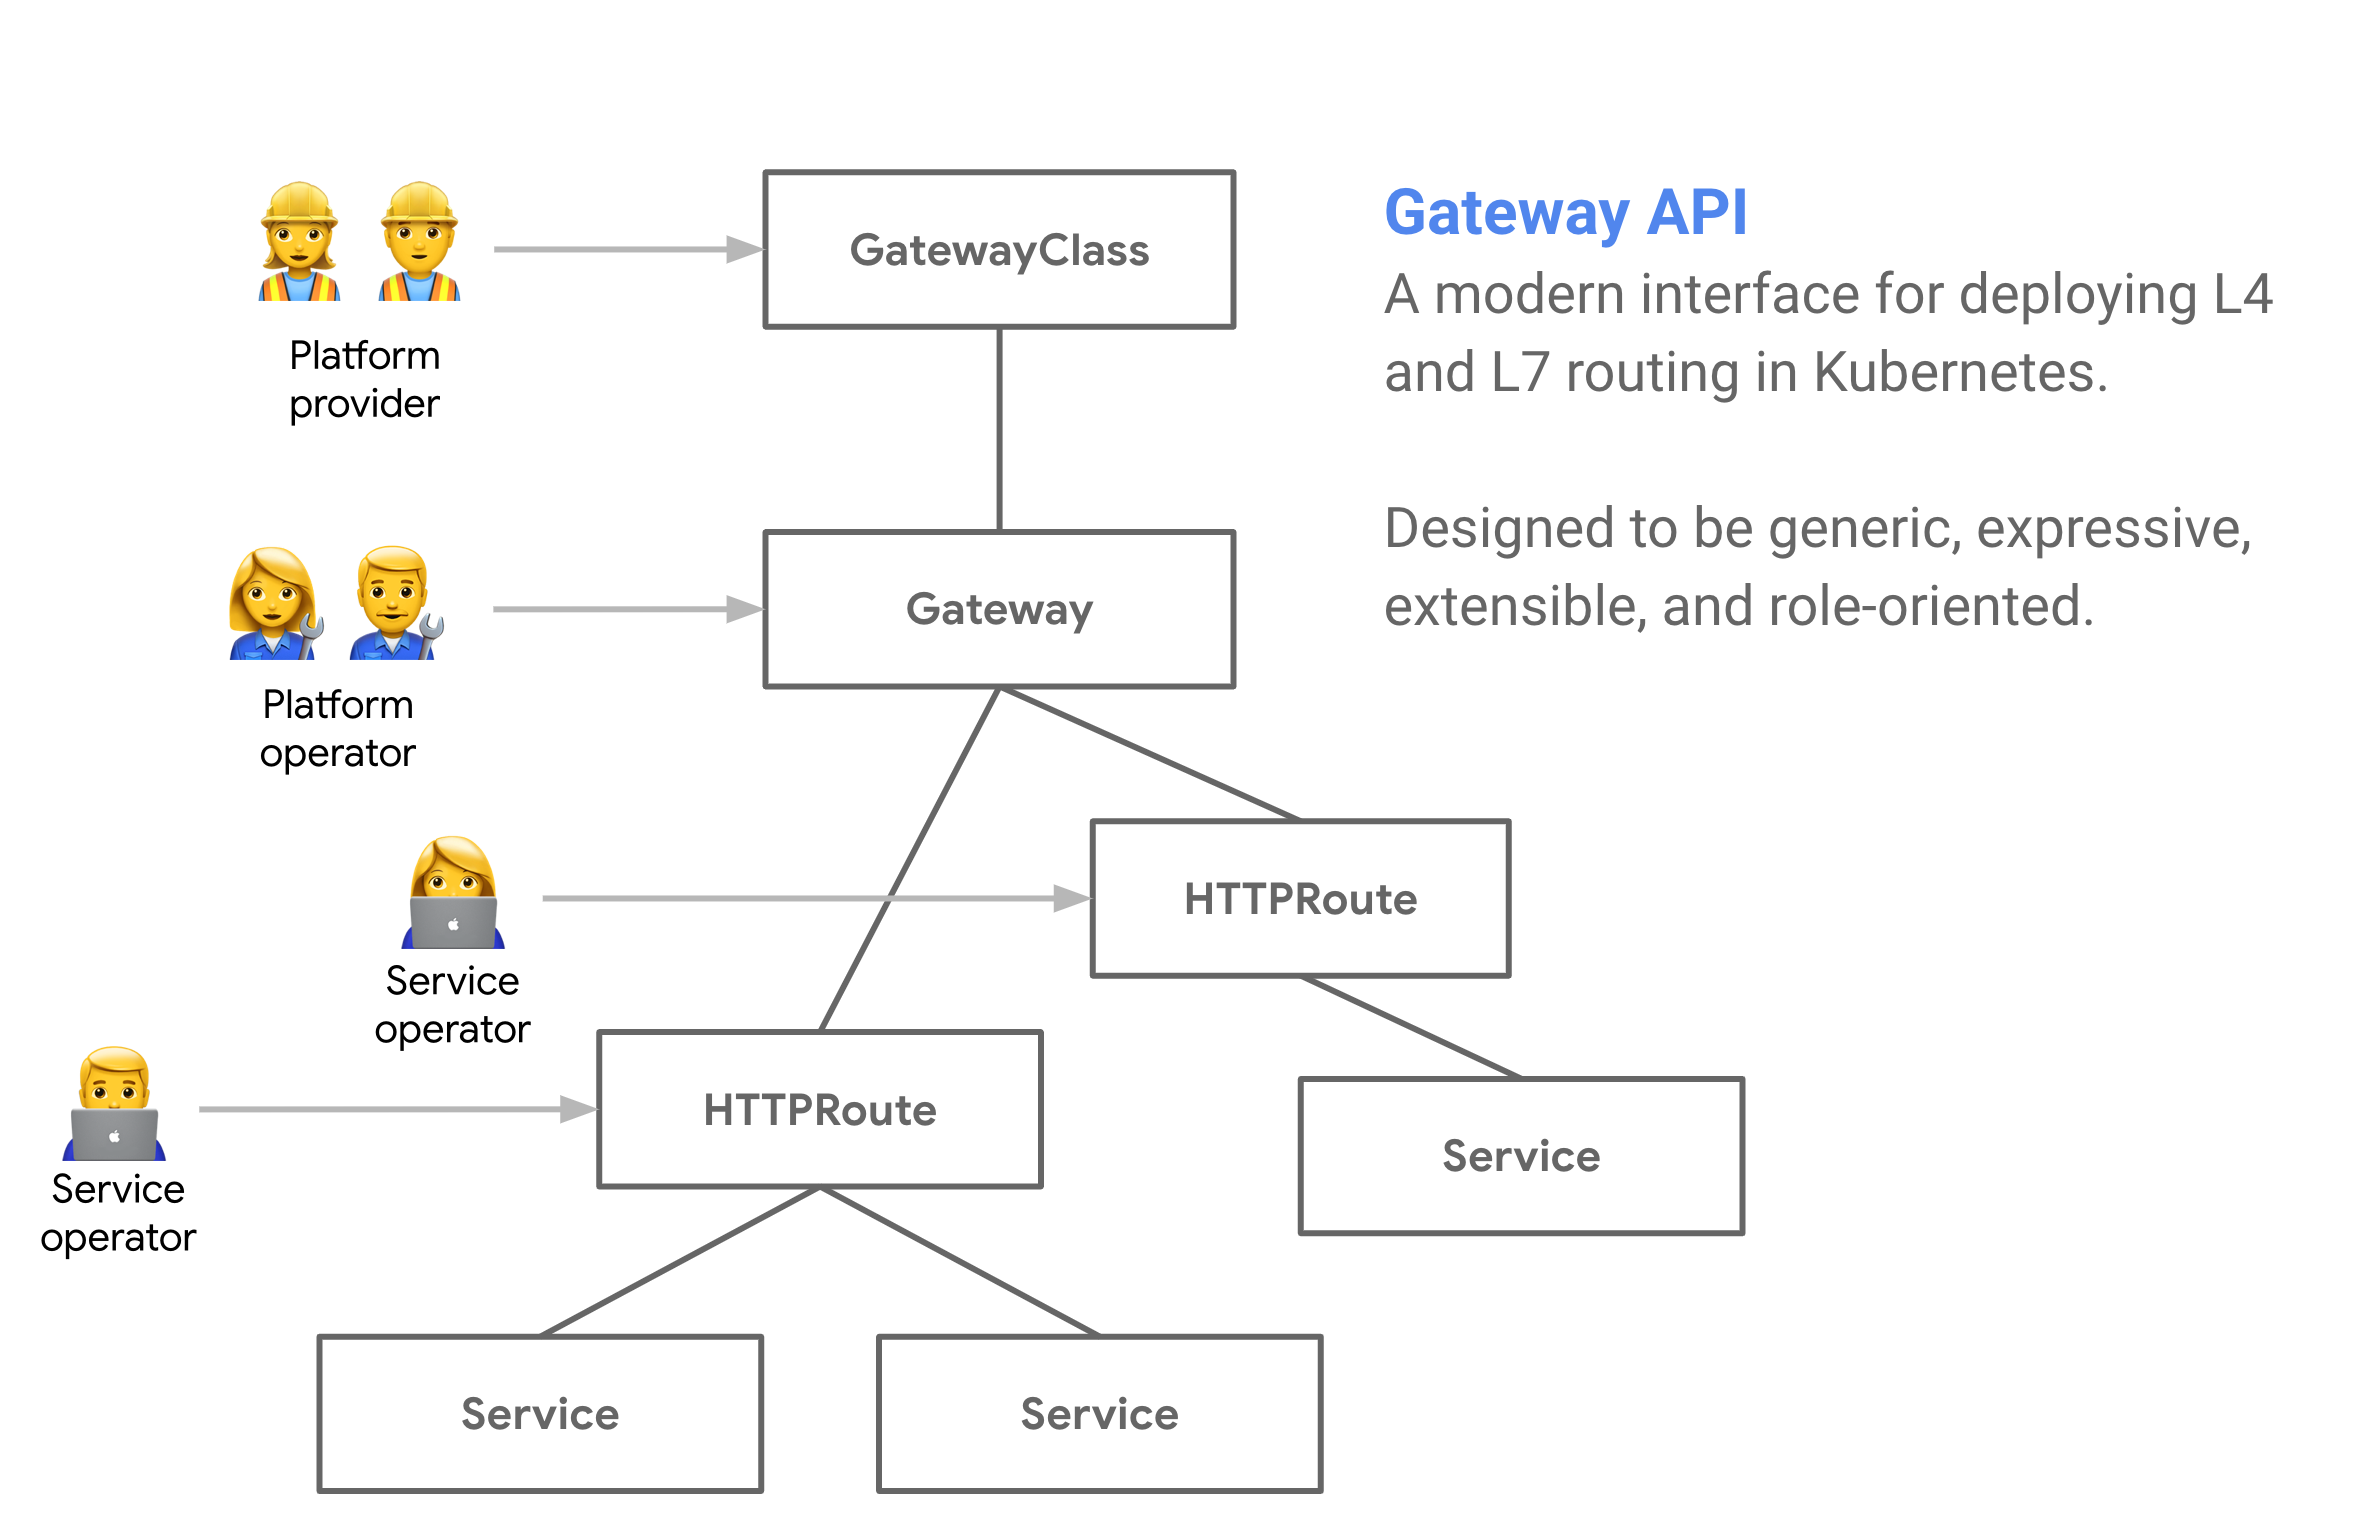 GatewayClass
Gateway API
A modern interface for deploying L4
and L7 routing in Kubernetes.
Designed to be generic, expressive,
extensible, and role-oriented.
Platform
provider
Gateway
Platform
operator
HTTPRoute
Service
operator
HTTPRoute
Service
operator
Service
Service
Service